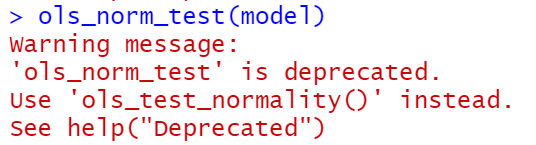 > ols_norm_test(model)
Warning message:
'ols_norm_test' is deprecated.
Use 'ols_test_normality()' instead.
See help("Deprecated")